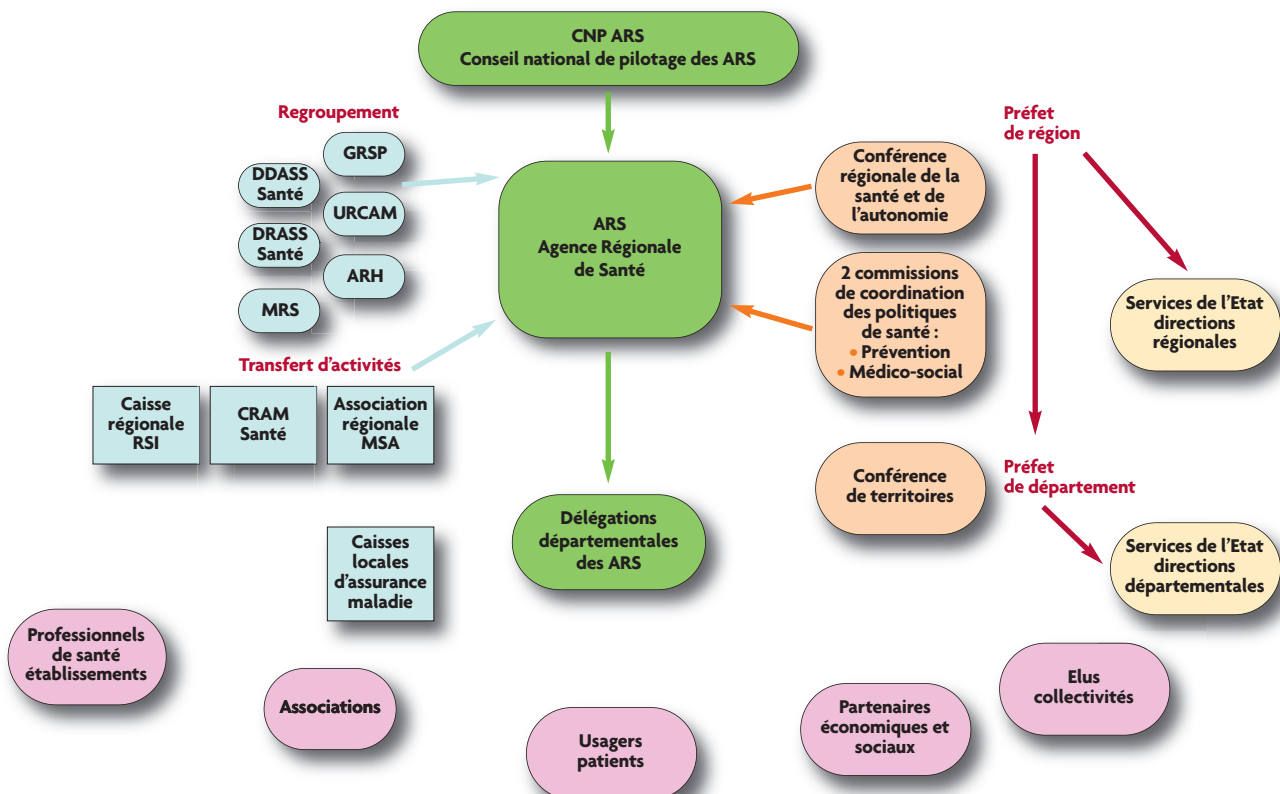 CNP ARS
Conseil national de pilotage des ARS
Regroupement
GRSP
DDASS
Santé
URCAM
DRASS
Santé
ARH
MRS
Transfert d’activités
Caisse
régionale
RSI
CRAM
Santé
Association
régionale
MSA
Caisses
locales
d’assurance
maladie
ARS
Agence Régionale
de Santé
Délégations
départementales
des ARS
Conférence
régionale de la
santé et de
l’autonomie
2 commissions
de coordination
des politiques
de santé :
• Prévention
• Médico-social
Conférence
de territoires
Préfet
de région
Services de l’Etat
directions
régionales
Préfet
de département
Services de l’Etat
directions
départementales
Professionnels
de santé
établissements
Associations
Usagers
patients
Partenaires
économiques et
sociaux
Elus
collectivités